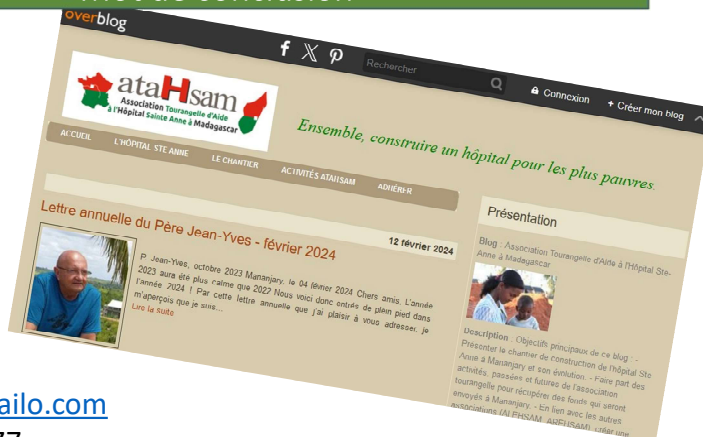 overblog
Rechercher
Connexion
+ Créer mon blog
ataHsam
Association Tourangelle d'Aide
à l'Hôpital Sainte Anne à Madagascar
Ensemble, construire un hôpital pour les plus pauvres.
ACCUEIL
L'HÔPITAL STE ANNE
LE CHANTIER
ACTIVITÉS ATAHSAM
ADHÉRER
12 février 2024
Lettre annuelle du Père Jean-Yves - février 2024
P. Jean-Yves, octobre 2023 Mananjary, le 04 février 2024 Chers amis, L'année
2023 aura été plus calme que 2022 Nous voici donc entrés de plein pied dans
l'année 2024 ! Par cette lettre annuelle que j'ai plaisir à vous adresser, je
m'aperçois que je suis...
Lire la suite
Présentation
Blog : Association Tourangelle d'Aide à l'Hôpital Ste-
Anne à Madagascar
Description : Objectifs principaux de ce blog : -
Présenter le chantier de construction de l'hôpital Ste
Anne à Mananjary et son évolution. - Faire part des
activités, passées et futures de l'association
tourangelle pour récupérer des fonds qui seront
envoyés à Mananjary. - En lien avec les autres
associations (ALEHSAM, AREHSAM), créer une
ailo.com